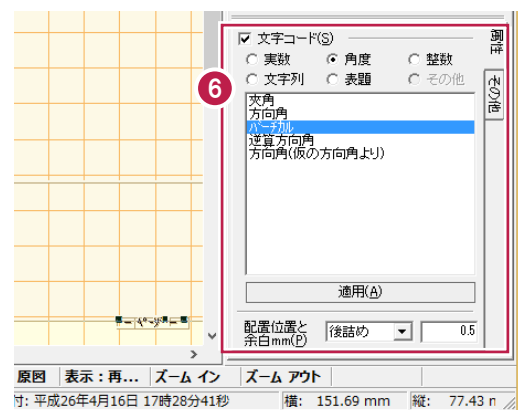 文字コード(S)
実数 角度 整数
文字列 表題 その他
6
夾角
方向角
バーチカル
逆算方向角
方向角(仮の方向角より)
適用(A)
配置位置と
余白mm(P)
後詰め 0.5
属性
その他
-ページ-
原図 表示：再... ズーム イン ズーム アウト
付: 平成26年4月16日 17時28分41秒 横: 151.69 mm 縦: 77.43 n